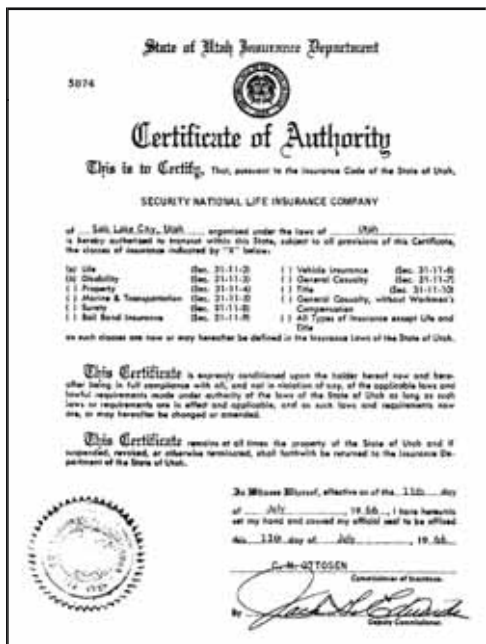 State of Utah Insurance Department
5074
Certificate of Authority
This is to Certify, That, pursuant to the Insurance Code of the State of Utah,
SECURITY NATIONAL LIFE INSURANCE COMPANY
of Salt Lake City, Utah organized under the laws of Utah
is hereby authorized to transact within this State, subject to all provisions of this Certificate,
the classes of insurance indicated by "X" below:
(x) Life (Sec. 31-11-2) ( ) Vehicle Insurance (Sec. 31-11-6)
(x) Disability (Sec. 31-11-3) ( ) General Casualty (Sec. 31-11-7)
( ) Property (Sec. 31-11-4) ( ) Title (Sec. 31-11-10)
( ) Marine & Transportation (Sec. 31-11-5) ( ) General Casualty, without Workmen's
( ) Surety (Sec. 31-11-8) Compensation
( ) Bail Bond Insurance (Sec. 31-11-9) ( ) All Types of Insurance except Life and
Title
as such classes are now or may hereafter be defined in the Insurance Laws of the State of Utah.
This Certificate is expressly conditioned upon the holder hereof now and here-
after being in full compliance with all, and not in violation of any, of the applicable laws and
lawful requirements made under authority of the laws of the State of Utah as long as such
laws or requirements are in effect and applicable, and as such laws and requirements now
are, or may hereafter be changed or amended.
This Certificate remains at all times the property of the State of Utah and if
suspended, revoked, or otherwise terminated, shall forthwith be returned to the Insurance De-
partment of the State of Utah.
In Witness Whereof, effective as of the 11th day
of July, 19 66, I have hereunto
set my hand and caused my official seal to be affixed
this 11th day of July, 19 66.
C. N. OTTOSEN
Commissioner of Insurance.
By Jack L. Edwards
Deputy Commissioner.